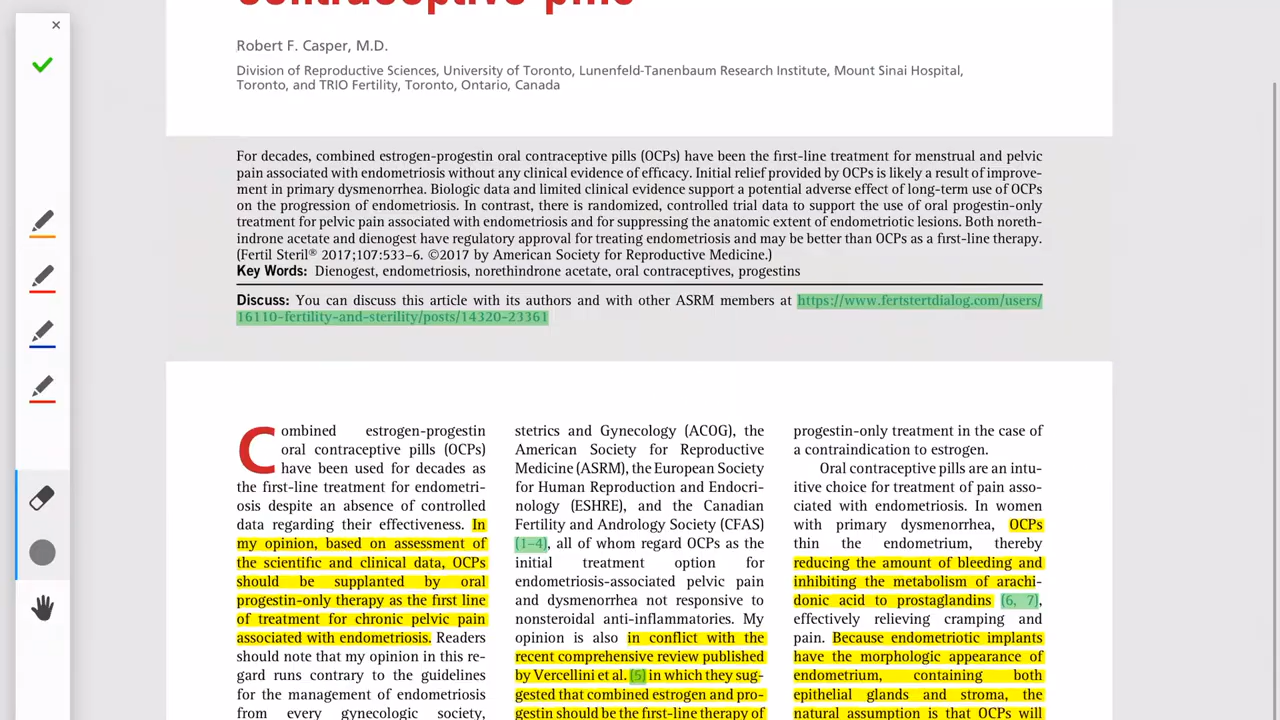 contraceptive pills
Robert F. Casper, M.D.
Division of Reproductive Sciences, University of Toronto, Lunenfeld-Tanenbaum Research Institute, Mount Sinai Hospital,
Toronto, and TRIO Fertility, Toronto, Ontario, Canada
For decades, combined estrogen-progestin oral contraceptive pills (OCPs) have been the first-line treatment for menstrual and pelvic
pain associated with endometriosis without any clinical evidence of efficacy. Initial relief provided by OCPs is likely a result of improve-
ment in primary dysmenorrhea. Biologic data and limited clinical evidence support a potential adverse effect of long-term use of OCPs
on the progression of endometriosis. In contrast, there is randomized, controlled trial data to support the use of oral progestin-only
treatment for pelvic pain associated with endometriosis and for suppressing the anatomic extent of endometriotic lesions. Both noreth-
indrone acetate and dienogest have regulatory approval for treating endometriosis and may be better than OCPs as a first-line therapy.
(Fertil Steril® 2017;107:533–6. ©2017 by American Society for Reproductive Medicine.)
Key Words: Dienogest, endometriosis, norethindrone acetate, oral contraceptives, progestins
Discuss: You can discuss this article with its authors and with other ASRM members at https://www.fertstertdialog.com/users/
16110-fertility-and-sterility/posts/14320-23361
Combined estrogen-progestin
oral contraceptive pills (OCPs)
have been used for decades as
the first-line treatment for endometri-
osis despite an absence of controlled
data regarding their effectiveness. In
my opinion, based on assessment of
the scientific and clinical data, OCPs
should be supplanted by oral
progestin-only therapy as the first line
of treatment for chronic pelvic pain
associated with endometriosis. Readers
should note that my opinion in this re-
gard runs contrary to the guidelines
for the management of endometriosis
from every gynecologic society,
stetrics and Gynecology (ACOG), the
American Society for Reproductive
Medicine (ASRM), the European Society
for Human Reproduction and Endocri-
nology (ESHRE), and the Canadian
Fertility and Andrology Society (CFAS)
(1–4), all of whom regard OCPs as the
initial treatment option for
endometriosis-associated pelvic pain
and dysmenorrhea not responsive to
nonsteroidal anti-inflammatories. My
opinion is also in conflict with the
recent comprehensive review published
by Vercellini et al. (5) in which they sug-
gested that combined estrogen and pro-
gestin should be the first-line therapy of
progestin-only treatment in the case of
a contraindication to estrogen.
Oral contraceptive pills are an intu-
itive choice for treatment of pain asso-
ciated with endometriosis. In women
with primary dysmenorrhea, OCPs
thin the endometrium, thereby
reducing the amount of bleeding and
inhibiting the metabolism of arachi-
donic acid to prostaglandins (6, 7),
effectively relieving cramping and
pain. Because endometriotic implants
have the morphologic appearance of
endometrium, containing both
epithelial glands and stroma, the
natural assumption is that OCPs will